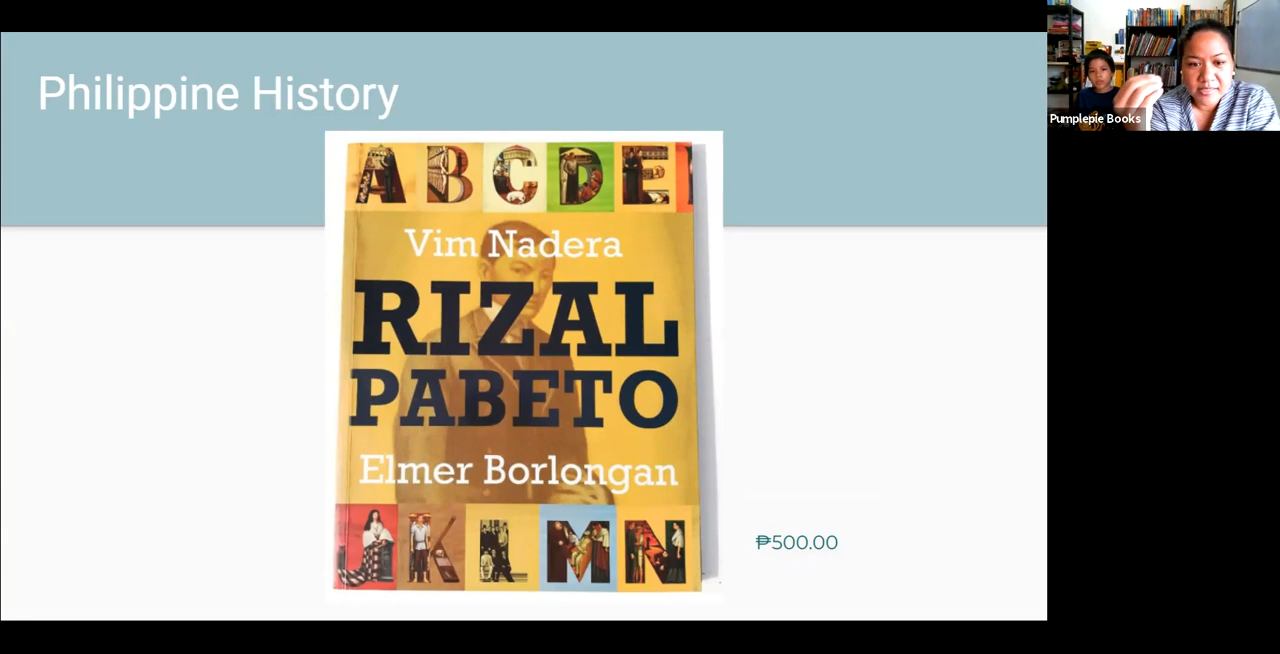 Philippine History
A B C D E
Vim Nadera
RIZAL
PABETO
Elmer Borlongan
J K L M N
₱500.00
Pumplepie Books